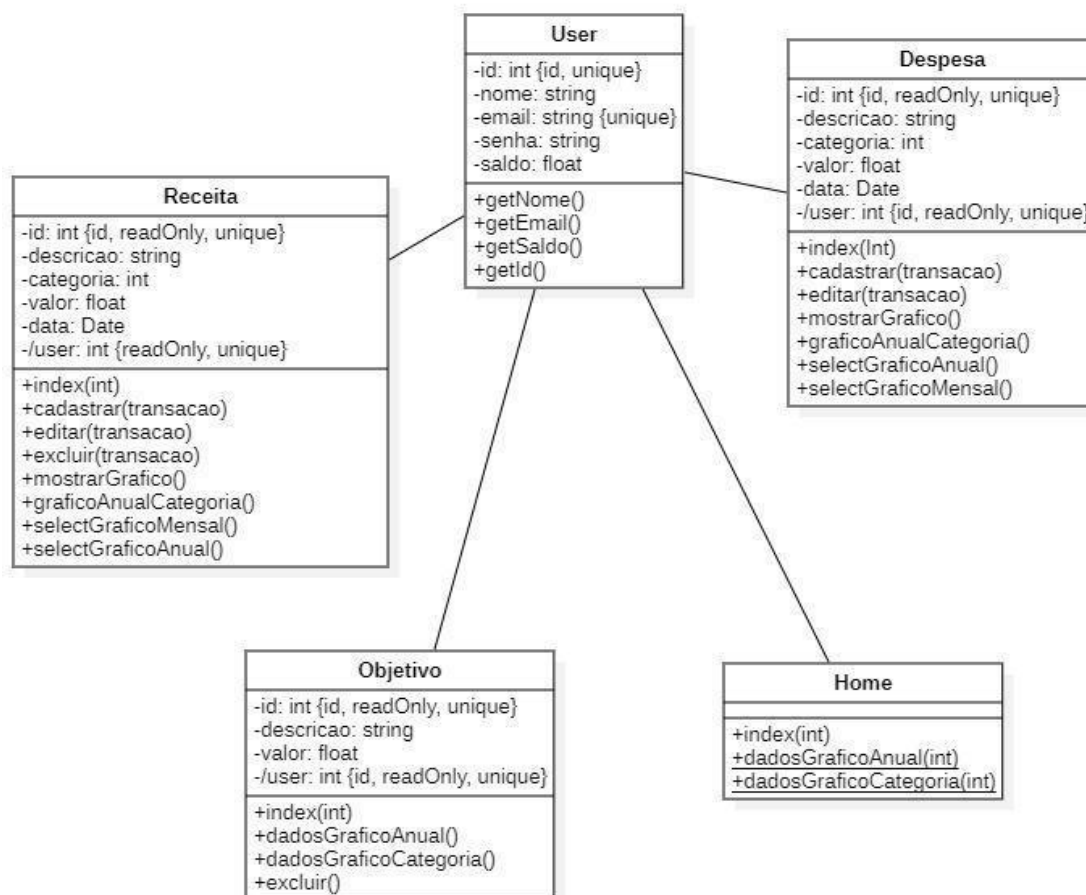 User
-id: int {id, unique}
-nome: string
-email: string {unique}
-senha: string
-saldo: float
+getNome()
+getEmail()
+getSaldo()
+getId()
Despesa
-id: int {id, readOnly, unique}
-descricao: string
-categoria: int
-valor: float
-data: Date
-/user: int {id, readOnly, unique}
+index(Int)
+cadastrar(transacao)
+editar(transacao)
+mostrarGrafico()
+graficoAnualCategoria()
+selectGraficoAnual()
+selectGraficoMensal()
Receita
-id: int {id, readOnly, unique}
-descricao: string
-categoria: int
-valor: float
-data: Date
-/user: int {readOnly, unique}
+index(int)
+cadastrar(transacao)
+editar(transacao)
+excluir(transacao)
+mostrarGrafico()
+graficoAnualCategoria()
+selectGraficoMensal()
+selectGraficoAnual()
Objetivo
-id: int {id, readOnly, unique}
-descricao: string
-valor: float
-/user: int {id, readOnly, unique}
+index(int)
+dadosGraficoAnual()
+dadosGraficoCategoria()
+excluir()
Home
+index(int)
+dadosGraficoAnual(int)
+dadosGraficoCategoria(int)